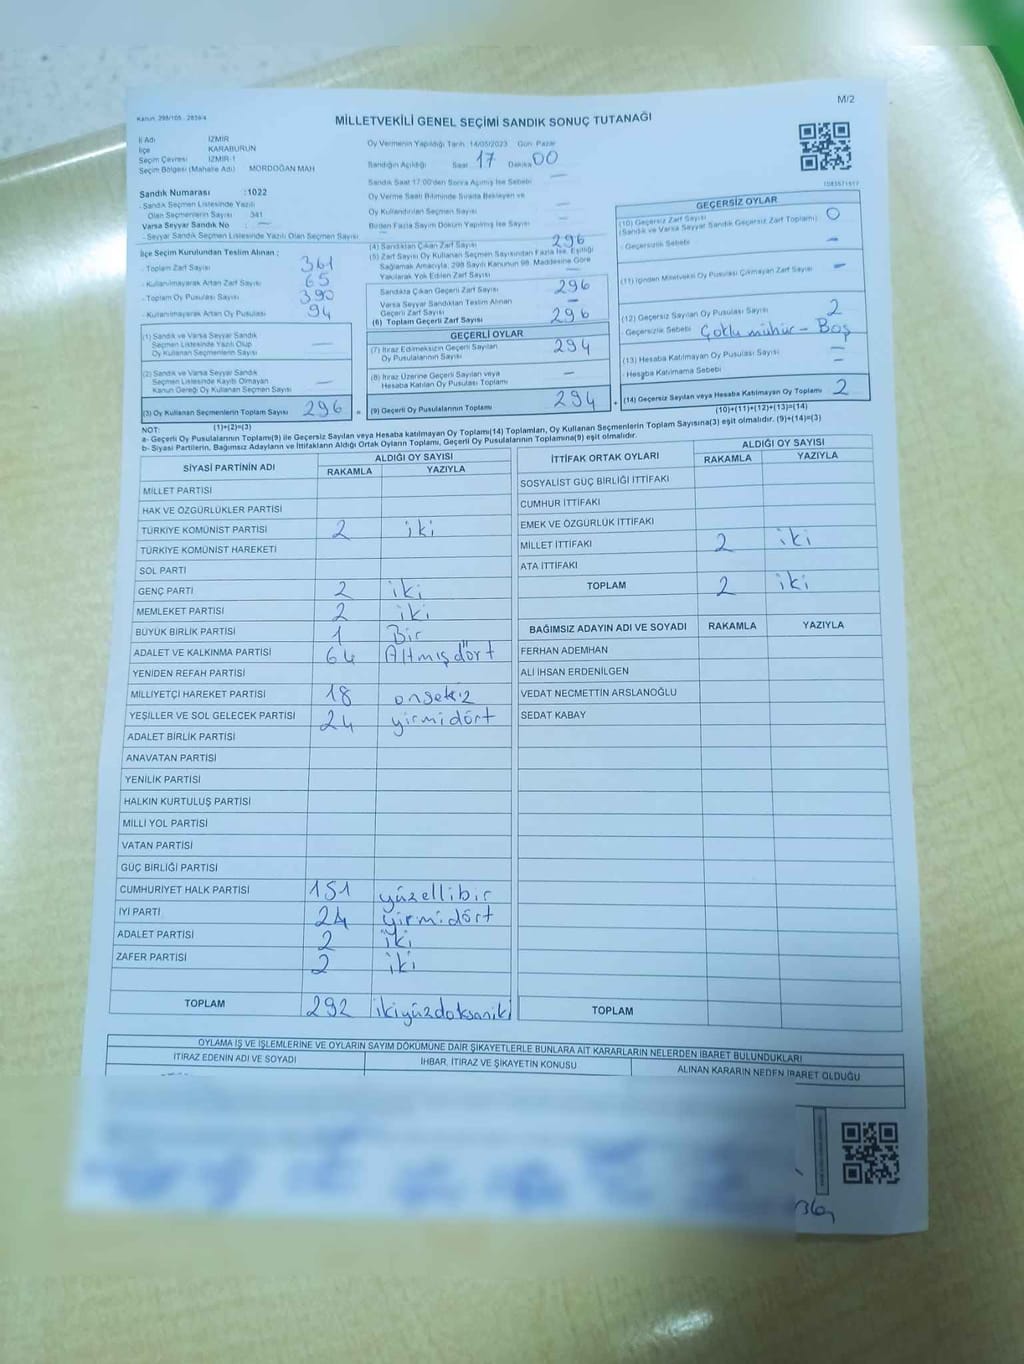 M/2
Kanun: 298/105 2839/4
MİLLETVEKİLİ GENEL SEÇİMİ SANDIK SONUÇ TUTANAĞI
İl Adı İZMİR
İlçe KARABURUN
Seçim Çevresi İZMİR-1
Seçim Bölgesi (Mahalle Adı) MORDOĞAN MAH
Sandık Numarası :1022
- Sandık Seçmen Listesinde Yazılı
Olan Seçmenlerin Sayısı 341
Varsa Seyyar Sandık No —
- Seyyar Sandık Seçmen Listesinde Yazılı Olan Seçmen Sayısı
Oy Vermenin Yapıldığı Tarih: 14/05/2023 Gün: Pazar
Sandığın Açıldığı Saat 17 Dakika 00
Sandık Saat 17:00'den Sonra Açılmış İse Sebebi —
Oy Verme Saati Bitiminde Sırada Bekleyen ve
Oy Kullandırılan Seçmen Sayısı —
Birden Fazla Sayım Döküm Yapılmış İse Sayısı —
İlçe Seçim Kurulundan Teslim Alınan :
- Toplam Zarf Sayısı 361
- Kullanılmayarak Artan Zarf Sayısı 65
- Toplam Oy Pusulası Sayısı 390
- Kullanılmayarak Artan Oy Pusulası 94
(1) Sandık ve Varsa Seyyar Sandık
Seçmen Listesinde Yazılı Olup
Oy Kullanan Seçmenlerin Sayısı —
(2) Sandık ve Varsa Seyyar Sandık
Seçmen Listesinde Kayıtlı Olmayan
Kanun Gereği Oy Kullanan Seçmen Sayısı —
(3) Oy Kullanan Seçmenlerin Toplam Sayısı 296
(1)+(2)=(3)
(4) Sandıktan Çıkan Zarf Sayısı 296
(5) Zarf Sayısı Oy Kullanan Seçmen Sayısından Fazla İse, Eşitliği
Sağlamak Amacıyla, 298 Sayılı Kanunun 98. Maddesine Göre
Yakılarak Yok Edilen Zarf Sayısı —
Sandıkta Çıkan Geçerli Zarf Sayısı 296
Varsa Seyyar Sandıktan Teslim Alınan
Geçerli Zarf Sayısı —
(6) Toplam Geçerli Zarf Sayısı 296
GEÇERLİ OYLAR
(7) İtiraz Edilmeksizin Geçerli Sayılan
Oy Pusulalarının Sayısı 294
(8) İtiraz Üzerine Geçerli Sayılan veya
Hesaba Katılan Oy Pusulası Toplamı —
(9) Geçerli Oy Pusulalarının Toplamı 294
GEÇERSİZ OYLAR
(10) Geçersiz Zarf Sayısı
(Sandık ve Varsa Seyyar Sandık Geçersiz Zarf Toplamı) 0
- Geçersizlik Sebebi —
(11) İçinden Milletvekili Oy Pusulası Çıkmayan Zarf Sayısı —
(12) Geçersiz Sayılan Oy Pusulası Sayısı 2
Geçersizlik Sebebi Çoklu mühür - Boş
(13) Hesaba Katılmayan Oy Pusulası Sayısı —
- Hesaba Katılmama Sebebi —
(14) Geçersiz Sayılan veya Hesaba Katılmayan Oy Toplamı 2
(10)+(11)+(12)+(13)=(14)
NOT:
a- Geçerli Oy Pusulalarının Toplamı(9) ile Geçersiz Sayılan veya Hesaba katılmayan Oy Toplamı(14) Toplamları, Oy Kullanan Seçmenlerin Toplam Sayısına(3) eşit olmalıdır. (9)+(14)=(3)
b- Siyasi Partilerin, Bağımsız Adayların ve İttifakların Aldığı Ortak Oyların Toplamı, Geçerli Oy Pusulalarının Toplamına(9) eşit olmalıdır.
SİYASİ PARTİNİN ADI ALDIĞI OY SAYISI
RAKAMLA YAZIYLA
MİLLET PARTİSİ
HAK VE ÖZGÜRLÜKLER PARTİSİ
TÜRKİYE KOMÜNİST PARTİSİ 2 iki
TÜRKİYE KOMÜNİST HAREKETİ
SOL PARTİ
GENÇ PARTİ 2 iki
MEMLEKET PARTİSİ 2 iki
BÜYÜK BİRLİK PARTİSİ 1 Bir
ADALET VE KALKINMA PARTİSİ 64 Altmışdört
YENİDEN REFAH PARTİSİ
MİLLİYETÇİ HAREKET PARTİSİ 18 onsekiz
YEŞİLLER VE SOL GELECEK PARTİSİ 24 yirmidört
ADALET BİRLİK PARTİSİ
ANAVATAN PARTİSİ
YENİLİK PARTİSİ
HALKIN KURTULUŞ PARTİSİ
MİLLİ YOL PARTİSİ
VATAN PARTİSİ
GÜÇ BİRLİĞİ PARTİSİ
CUMHURİYET HALK PARTİSİ 151 yüzellibir
İYİ PARTİ 24 yirmidört
ADALET PARTİSİ 2 iki
ZAFER PARTİSİ 2 iki
TOPLAM 292 ikiyüzdoksaniki
İTTİFAK ORTAK OYLARI ALDIĞI OY SAYISI
RAKAMLA YAZIYLA
SOSYALİST GÜÇ BİRLİĞİ İTTİFAKI
CUMHUR İTTİFAKI
EMEK VE ÖZGÜRLÜK İTTİFAKI
MİLLET İTTİFAKI 2 iki
ATA İTTİFAKI
TOPLAM 2 iki
BAĞIMSIZ ADAYIN ADI VE SOYADI RAKAMLA YAZIYLA
FERHAN ADEMHAN
ALİ İHSAN ERDENİLGEN
VEDAT NECMETTİN ARSLANOĞLU
SEDAT KABAY
TOPLAM
OYLAMA İŞ VE İŞLEMLERİNE VE OYLARIN SAYIM DÖKÜMÜNE DAİR ŞİKAYETLERLE BUNLARA AİT KARARLARIN NELERDEN İBARET BULUNDUKLARI
İTİRAZ EDENİN ADI VE SOYADI İHBAR, İTİRAZ VE ŞİKAYETİN KONUSU ALINAN KARARIN NEDEN İBARET OLDUĞU